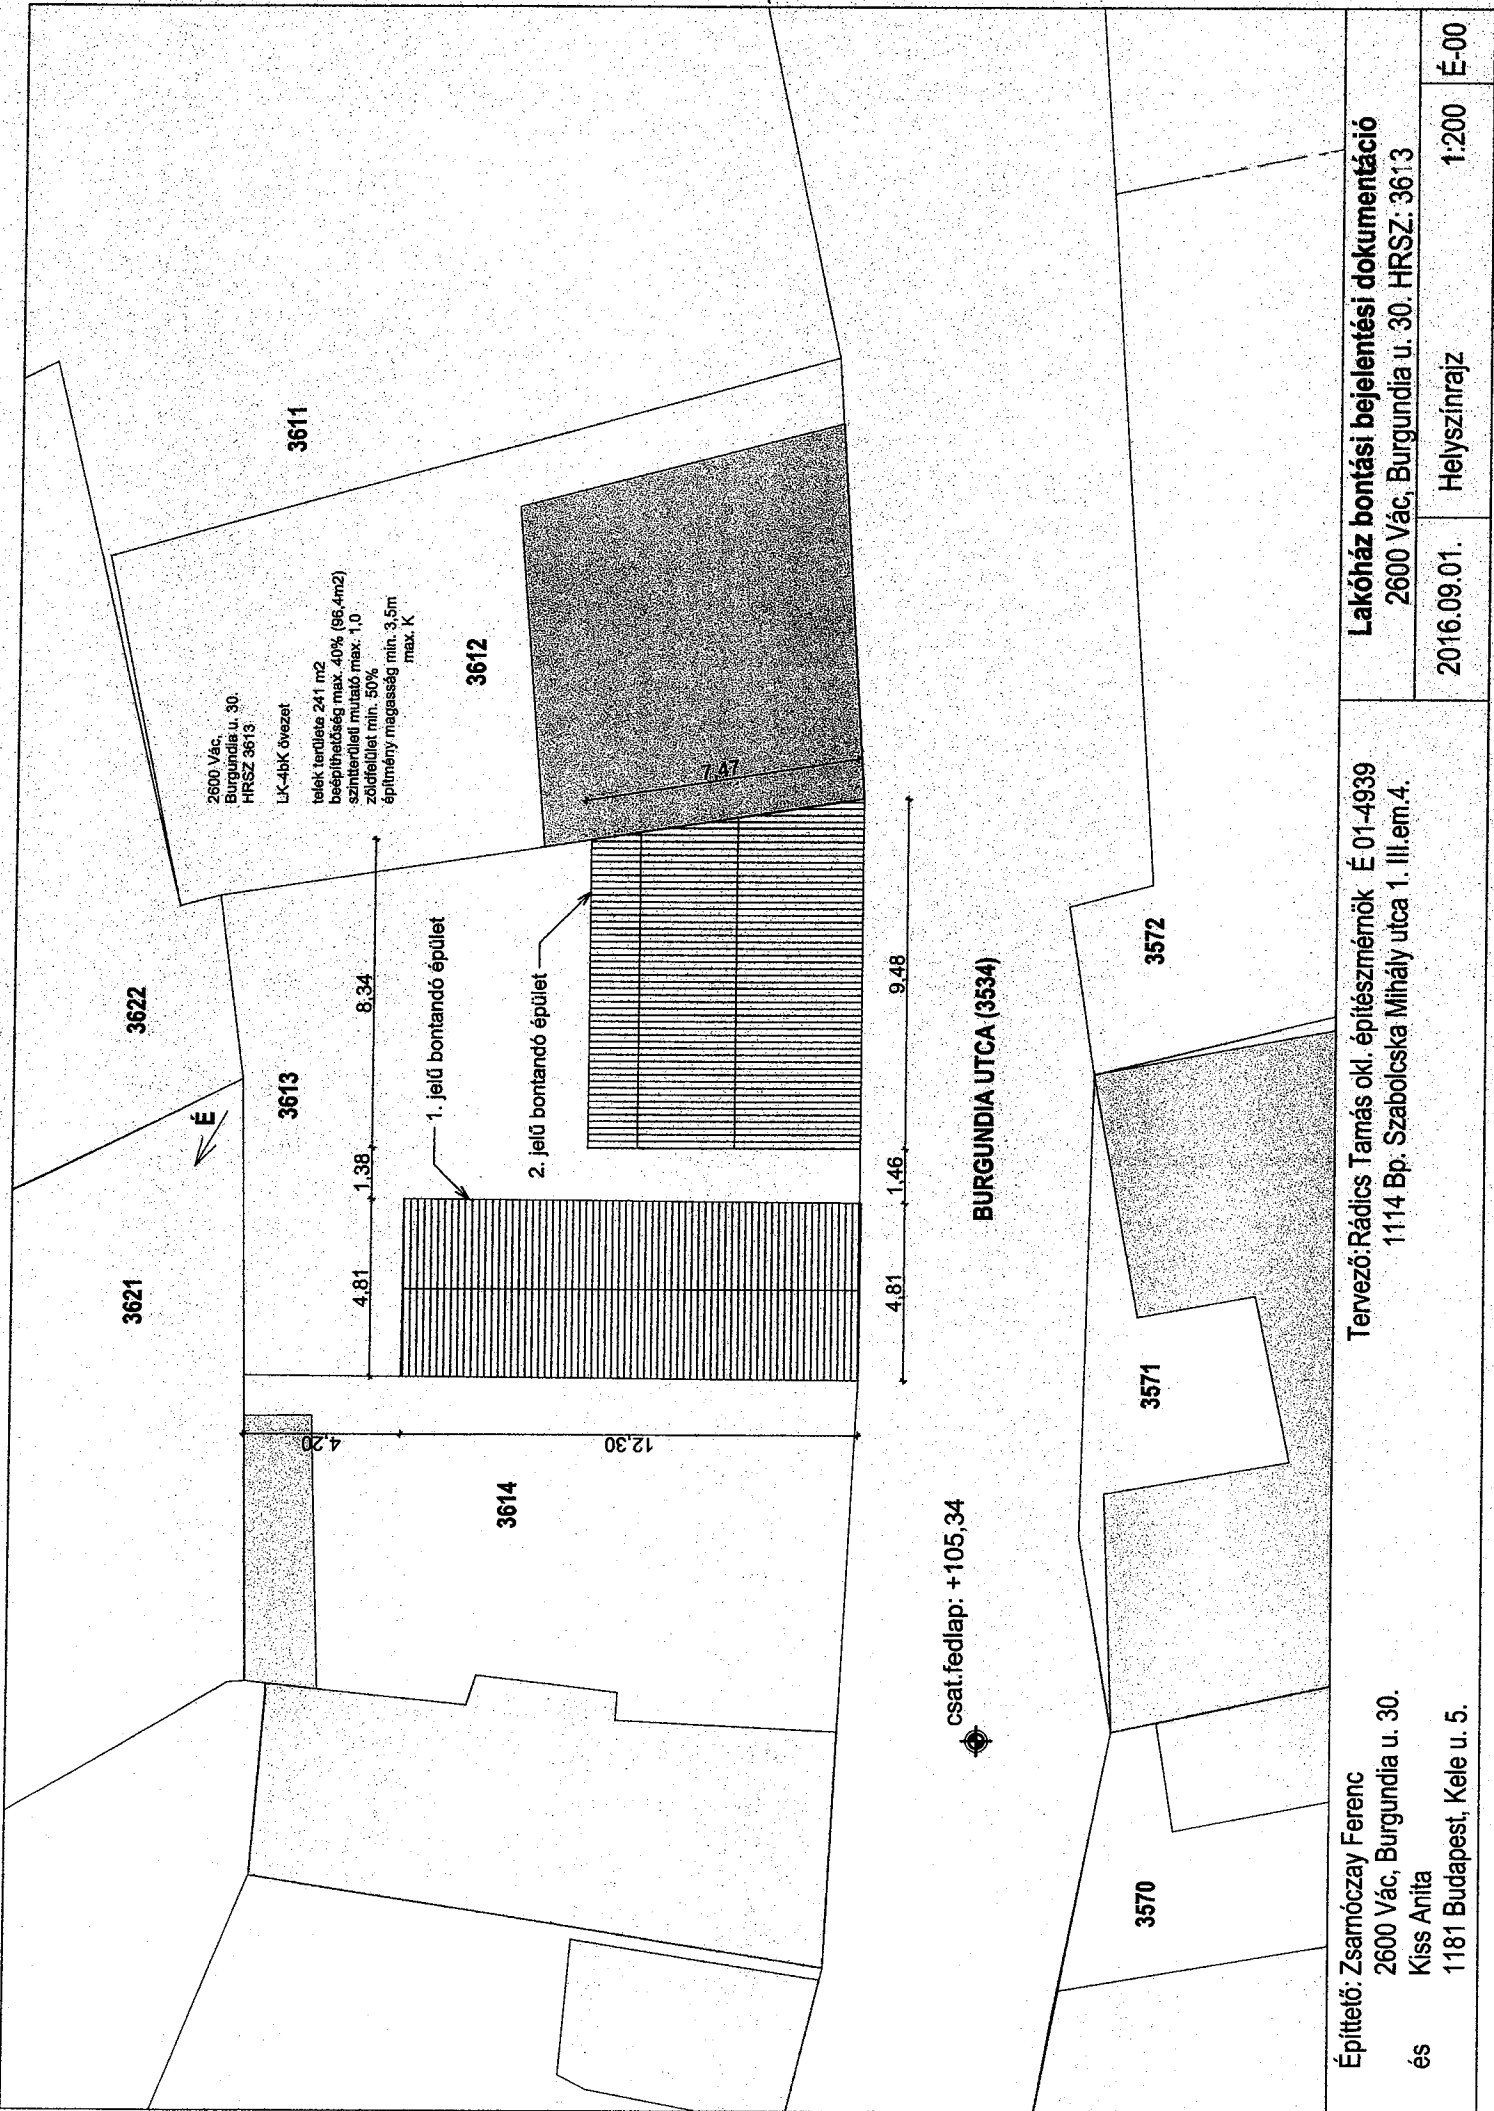 3621
3622
É
3613
2600 Vác,
Burgundia u. 30.
HRSZ 3613
LK-4bK övezet
telek területe 241 m2
beépíthetőség max. 40% (96,4m2)
szintterületi mutató max. 1,0
zöldfelület min. 50%
építmény magasság min. 3,5m
max. K
3611
3612
4,81
1,38
8,34
1. jelű bontandó épület
2. jelű bontandó épület
4,20
12,30
7,47
3614
4,81
1,46
9,48
BURGUNDIA UTCA (3534)
csat.fedlap: +105,34
3570
3571
3572
Építtető: Zsarnóczay Ferenc
2600 Vác, Burgundia u. 30.
és Kiss Anita
1181 Budapest, Kele u. 5.
Tervező:Rádics Tamás okl. építészmérnök É 01-4939
1114 Bp. Szabolcska Mihály utca 1. III.em.4.
Lakóház bontási bejelentési dokumentáció
2600 Vác, Burgundia u. 30. HRSZ: 3613
2016.09.01. Helyszínrajz 1:200 É-00